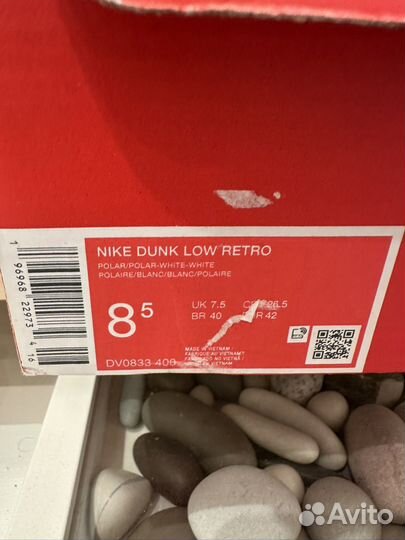 NIKE DUNK LOW RETRO
POLAR/POLAR-WHITE-WHITE
POLAIRE/BLANC/BLANC/POLAIRE
8 5
UK 7.5 26.5
BR 40 42
DV0833 400
MADE IN VIETNAM /
FABRIQUÉ AU VIETNAM /
1 96968 22973 4 16
Avito